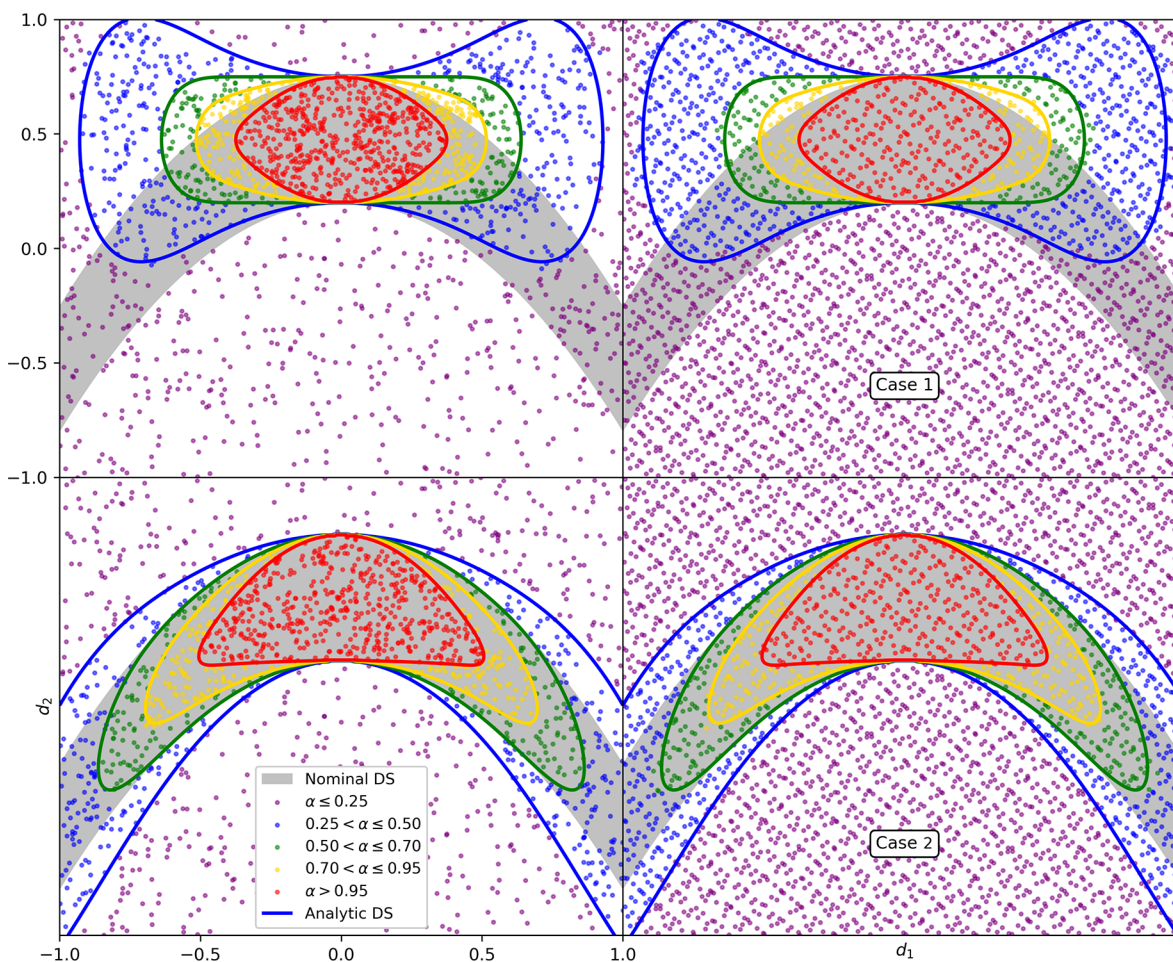 1.0
0.5
0.0
−0.5
Case 1
−1.0
d₂
Nominal DS
α ≤ 0.25
0.25 < α ≤ 0.50
0.50 < α ≤ 0.70
Case 2
0.70 < α ≤ 0.95
α > 0.95
Analytic DS
−1.0 −0.5 0.0 0.5 1.0 d₁